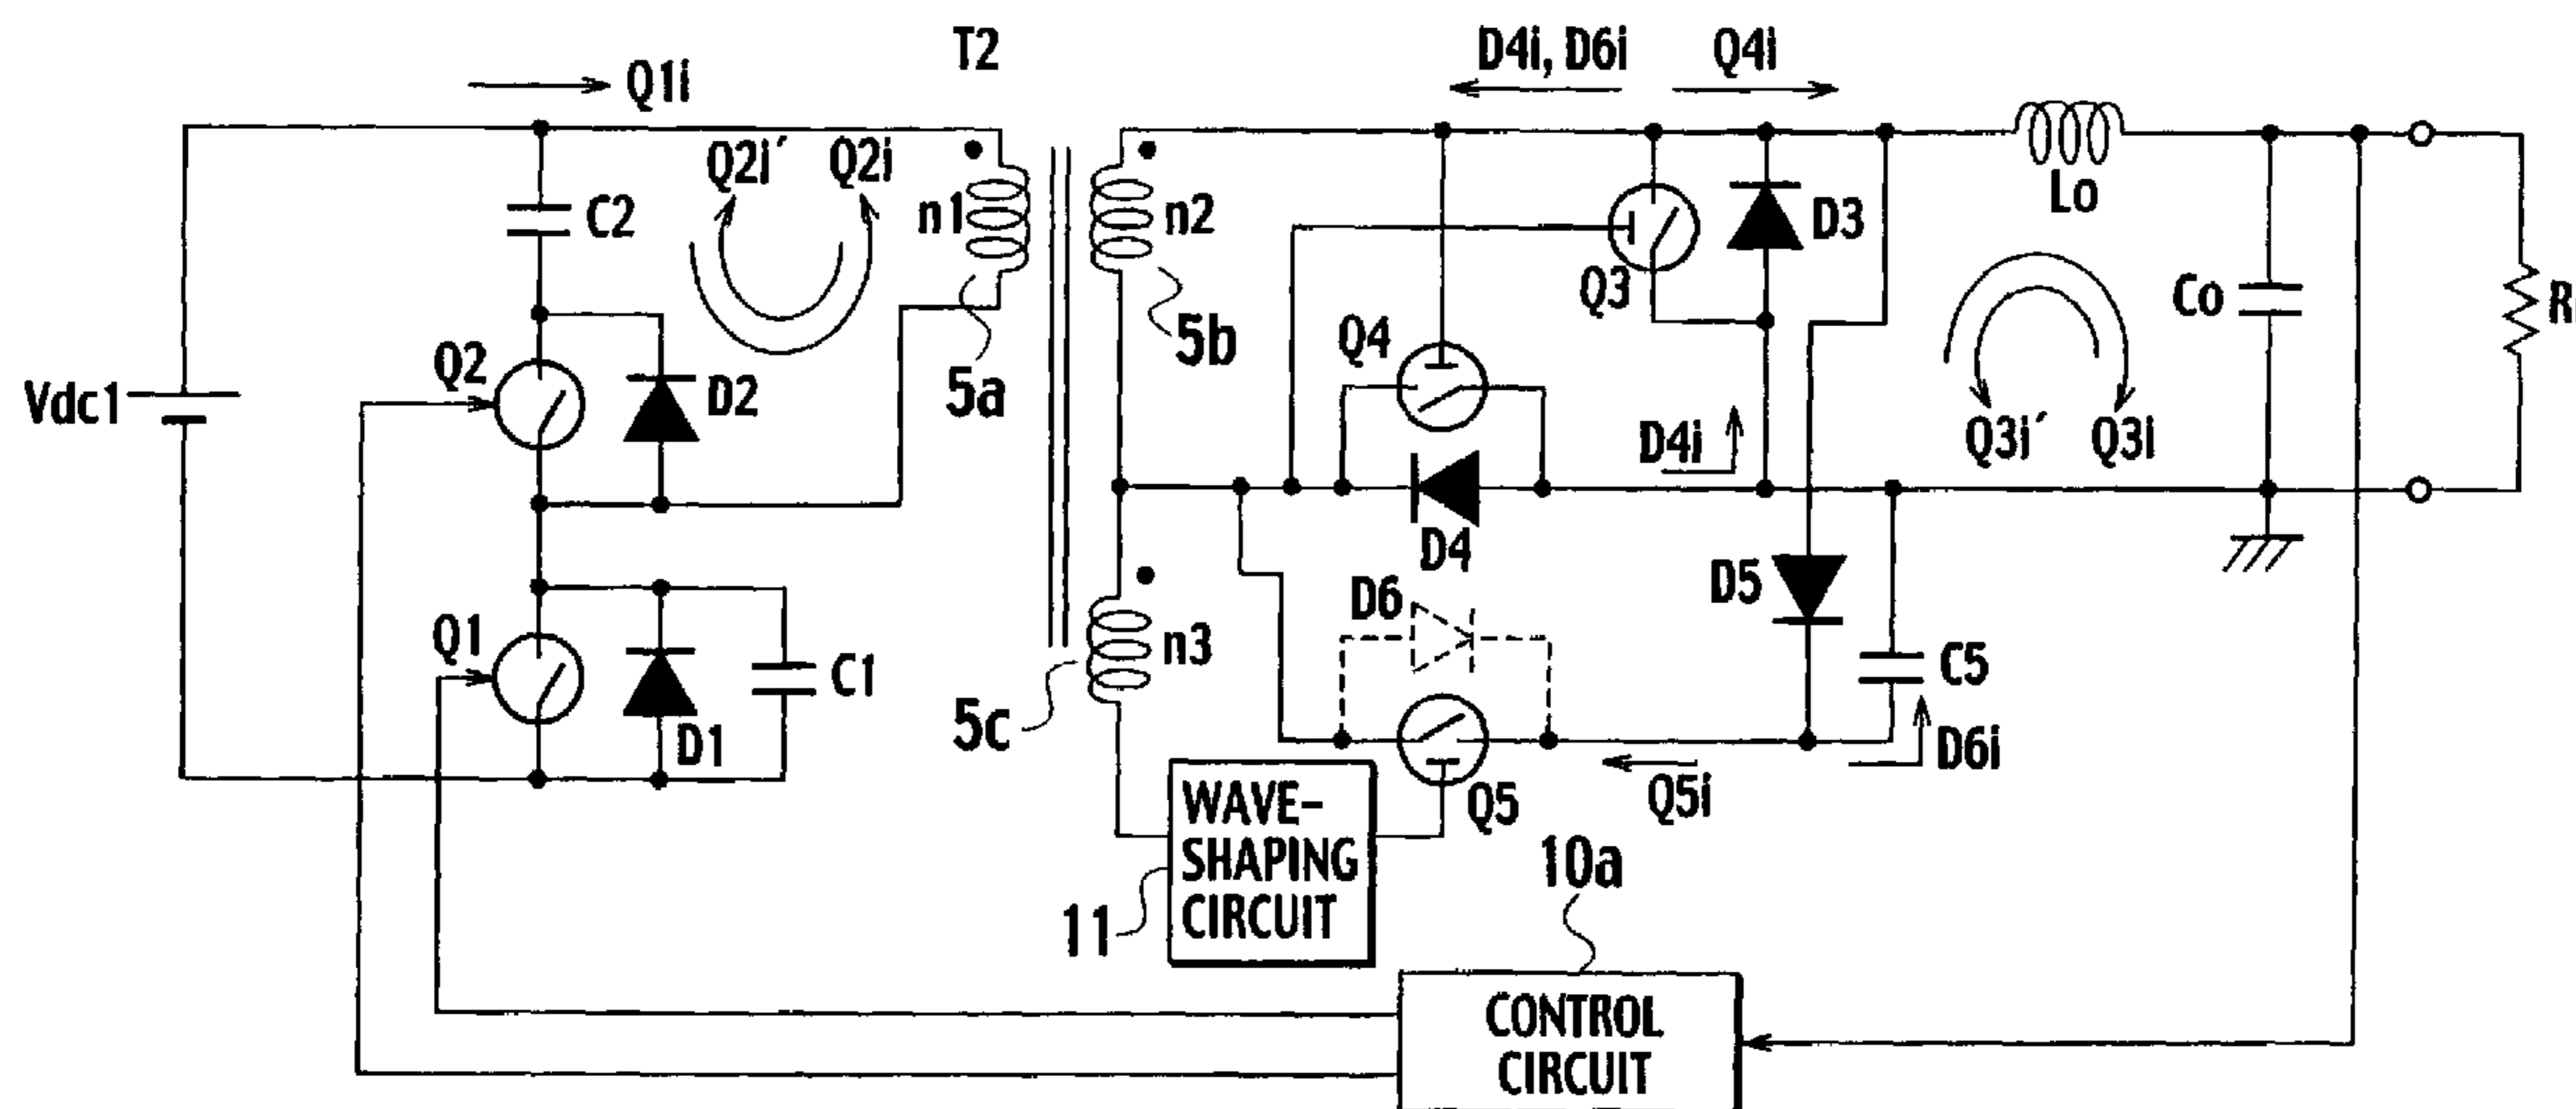 T2
D4i, D6i
Q4i
Q1i
Q2i´
Q2i
n1
n2
C2
D3
Lo
Q3
Co
R
5b
Q4
Q2
D2
5a
Vdc1
D4i
Q3i´
Q3i
D4
D6
D5
C5
Q1
n3
C1
5c
D1
D6i
Q5i
Q5
WAVE-
SHAPING
CIRCUIT
11
10a
CONTROL
CIRCUIT